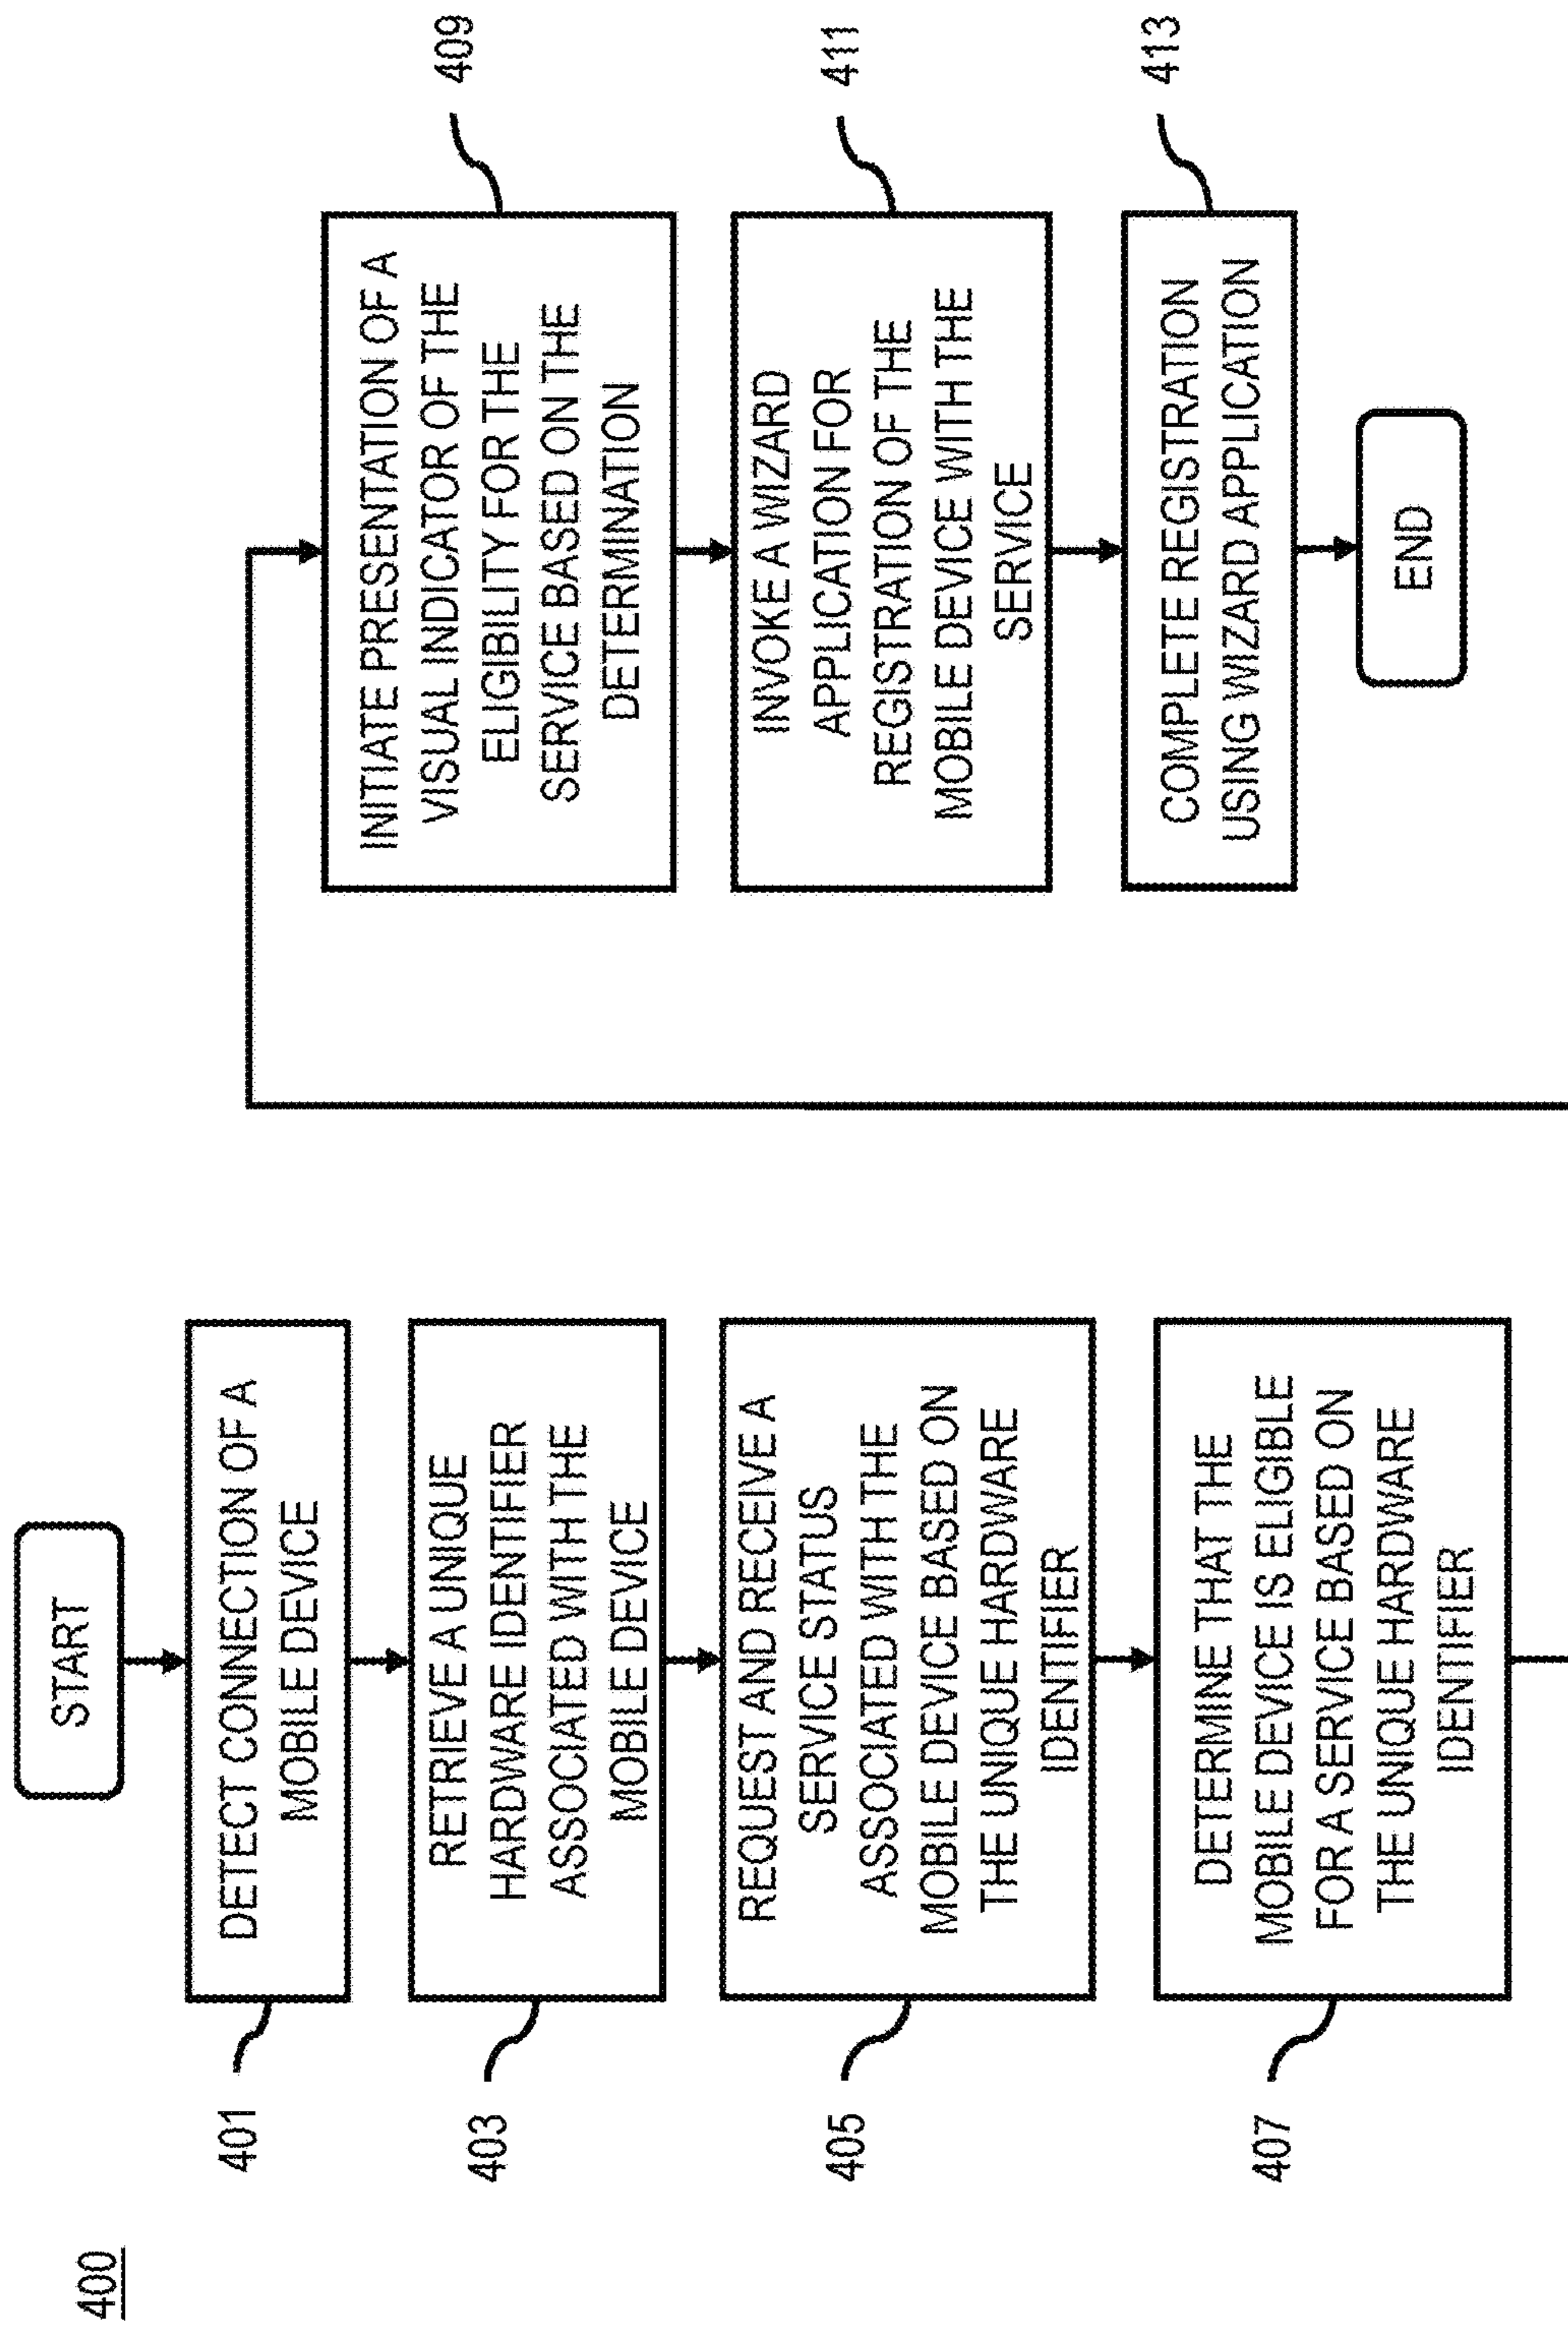 400
START
401
DETECT CONNECTION OF A
MOBILE DEVICE
403
RETRIEVE A UNIQUE
HARDWARE IDENTIFIER
ASSOCIATED WITH THE
MOBILE DEVICE
405
REQUEST AND RECEIVE A
SERVICE STATUS
ASSOCIATED WITH THE
MOBILE DEVICE BASED ON
THE UNIQUE HARDWARE
IDENTIFIER
407
DETERMINE THAT THE
MOBILE DEVICE IS ELIGIBLE
FOR A SERVICE BASED ON
THE UNIQUE HARDWARE
IDENTIFIER
INITIATE PRESENTATION OF A
VISUAL INDICATOR OF THE
ELIGIBILITY FOR THE
SERVICE BASED ON THE
DETERMINATION
409
INVOKE A WIZARD
APPLICATION FOR
REGISTRATION OF THE
MOBILE DEVICE WITH THE
SERVICE
411
COMPLETE REGISTRATION
USING WIZARD APPLICATION
413
END